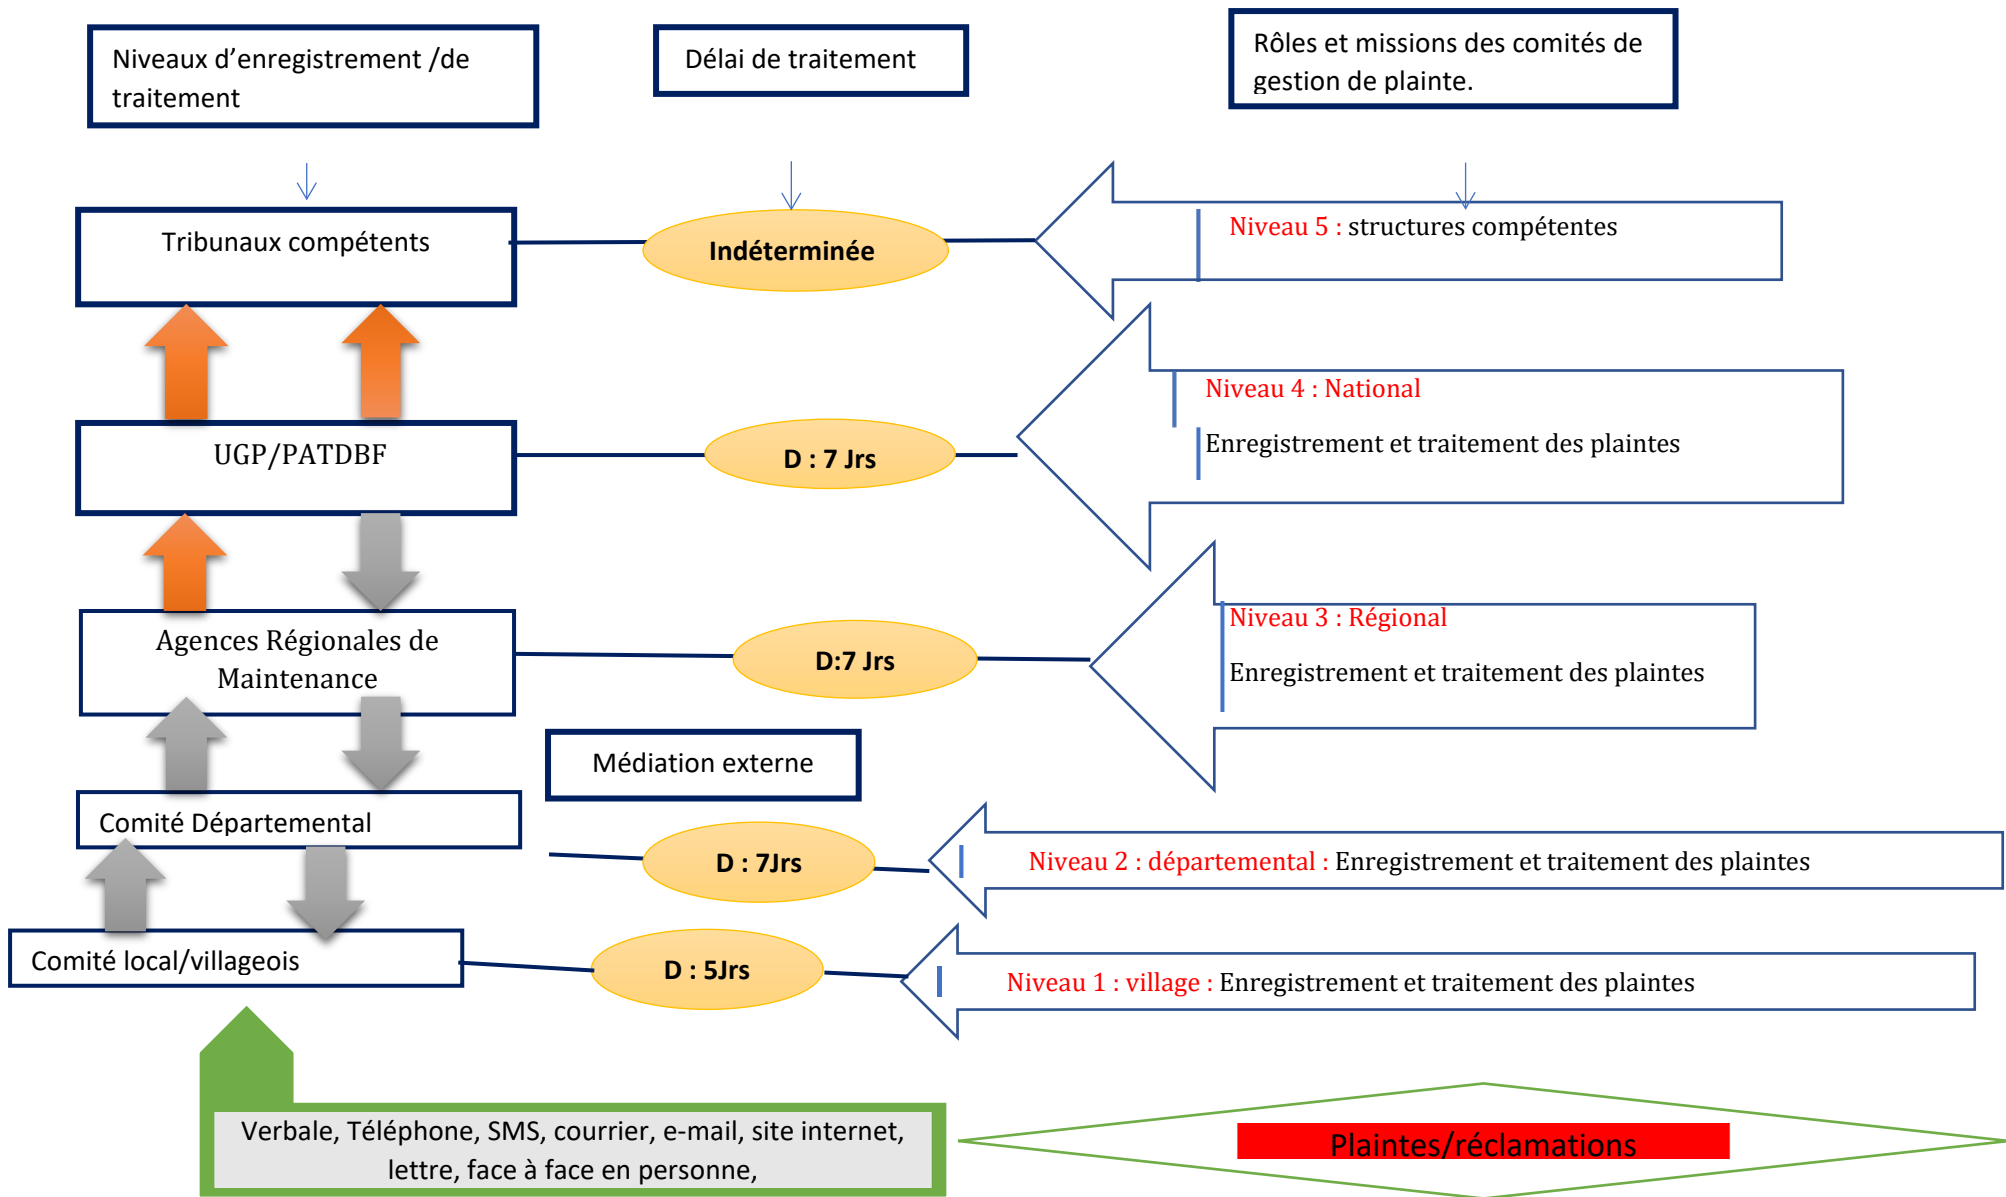 Niveaux d’enregistrement /de
traitement
Délai de traitement
Rôles et missions des comités de
gestion de plainte.
Tribunaux compétents
Indéterminée
Niveau 5 : structures compétentes
UGP/PATDBF
D : 7 Jrs
Niveau 4 : National
Enregistrement et traitement des plaintes
Agences Régionales de
Maintenance
D:7 Jrs
Niveau 3 : Régional
Enregistrement et traitement des plaintes
Médiation externe
Comité Départemental
D : 7Jrs
Niveau 2 : départemental : Enregistrement et traitement des plaintes
Comité local/villageois
D : 5Jrs
Niveau 1 : village : Enregistrement et traitement des plaintes
Verbale, Téléphone, SMS, courrier, e-mail, site internet,
lettre, face à face en personne,
Plaintes/réclamations